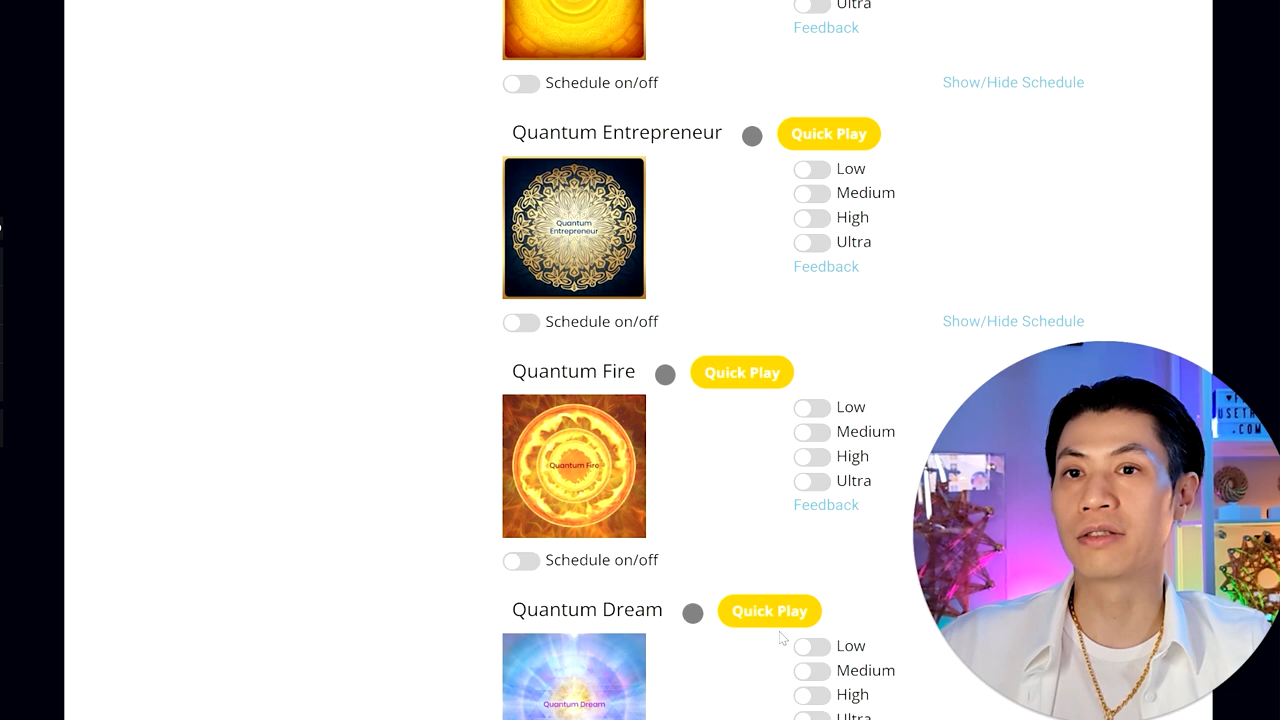 Ultra
Feedback
Schedule on/off
Show/Hide Schedule
Quantum Entrepreneur
Quick Play
Low
Medium
High
Ultra
Feedback
Quantum
Entrepreneur
Schedule on/off
Show/Hide Schedule
Quantum Fire
Quick Play
Low
Medium
High
Ultra
Feedback
Quantum Fire
Schedule on/off
Quantum Dream
Quick Play
Low
Medium
High
Ultra
Quantum Dream
.COM